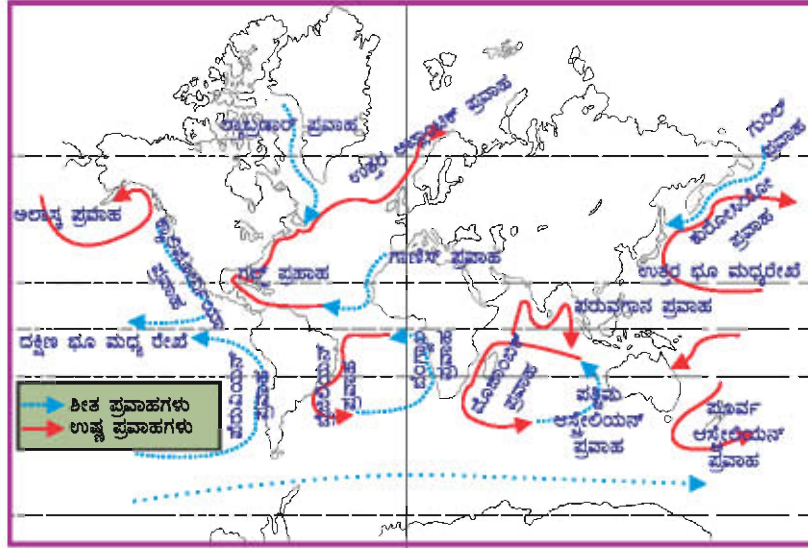 ಲ್ಯಾಬ್ರಡಾರ್ ಪ್ರವಾಹ
ಉತ್ತರ ಅಟ್ಲಾಂಟಿಕ್ ಪ್ರವಾಹ
ಗುರಿಲ್
ಪ್ರವಾಹ
ಅಲಾಸ್ಕ ಪ್ರವಾಹ
ಕ್ಯಾಲಿಫೋರ್ನಿಯಾ
ಪ್ರವಾಹ
ಗಲ್ಫ್ ಪ್ರವಾಹ
ಪ್ರವಾಹ
ಕುರೋಸಿಯೋ
ಪ್ರವಾಹ
ಉತ್ತರ ಭೂ ಮಧ್ಯರೇಖೆ
ಪ್ರವಾಹ
ದಕ್ಷಿಣ ಭೂ ಮಧ್ಯ ರೇಖೆ
ಪೆರುವಿಯನ್
ಪ್ರವಾಹ
ಬ್ರೆಜಿಲಿಯನ್
ಪ್ರವಾಹ
ಬೆಂಗ್ಯುಲಾ
ಪ್ರವಾಹ
ಮೊಜಾಂಬಿಕ್
ಪ್ರವಾಹ
ಪಶ್ಚಿಮ
ಆಸ್ಟ್ರೇಲಿಯನ್
ಪ್ರವಾಹ
ಪೂರ್ವ
ಆಸ್ಟ್ರೇಲಿಯನ್
ಪ್ರವಾಹ
ಶೀತ ಪ್ರವಾಹಗಳು
ಉಷ್ಣ ಪ್ರವಾಹಗಳು